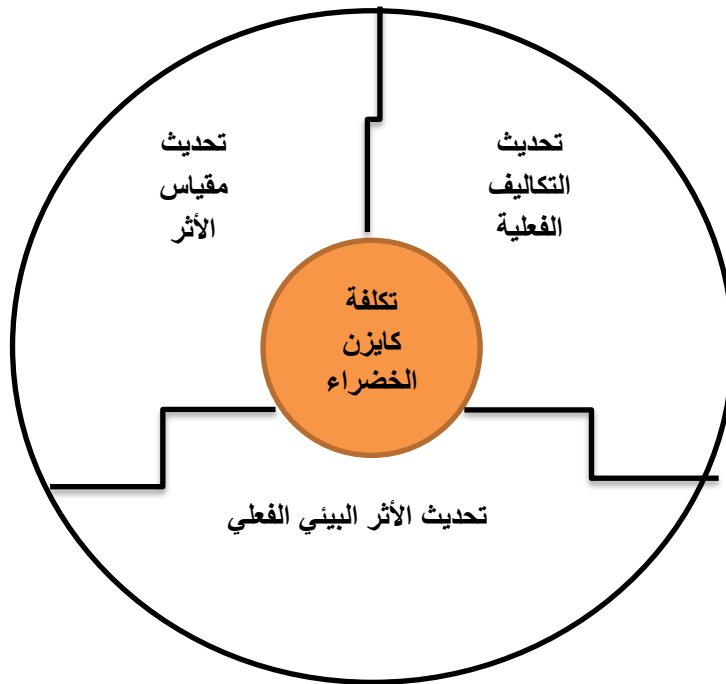 تحديث
التكاليف
الفعلية
تحديث
مقياس
الأثر
تكلفة
كايزن
الخضراء
تحديث الأثر البيئي الفعلي